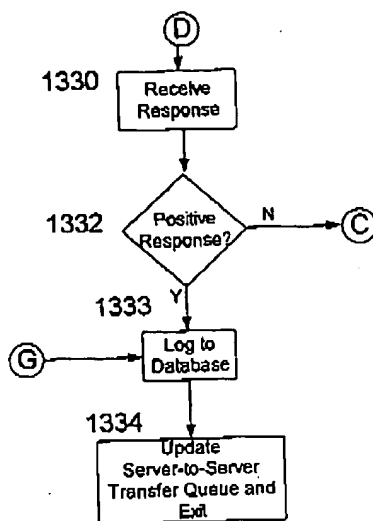 D
1330
Receive
Response
1332
Positive
Response?
N
C
Y
1333
G
Log to
Database
1334
Update
Server-to-Server
Transfer Queue and
Exit